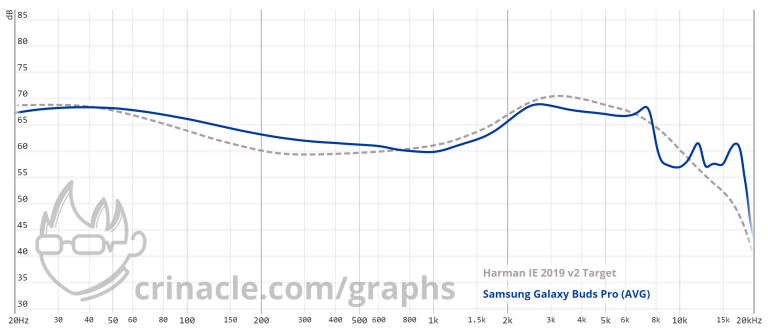 dB
85
80
75
70
65
60
55
50
45
40
35
30
crinacle.com/graphs
Harman IE 2019 v2 Target
Samsung Galaxy Buds Pro (AVG)
20Hz 30 40 50 60 80 100 150 200 300 400 500 600 800 1k 1.5k 2k 3k 4k 5k 6k 8k 10k 15k 20kHz